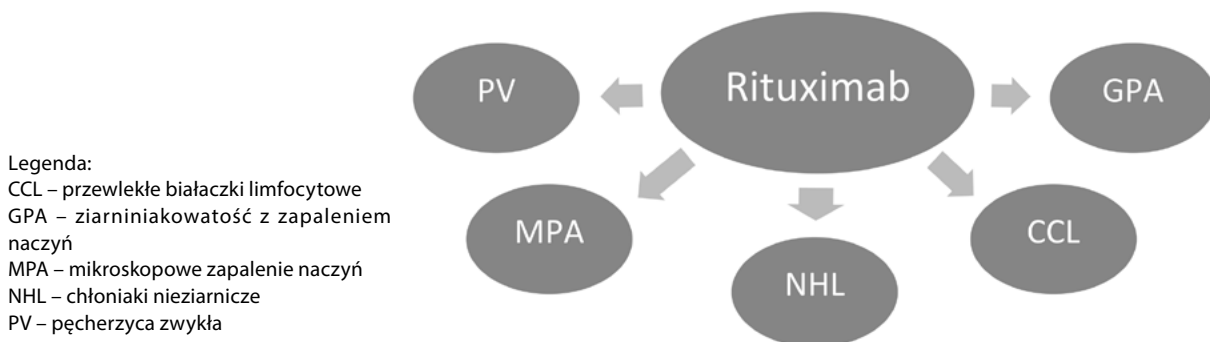 Rituximab
PV
GPA
MPA
CCL
NHL
Legenda:
CCL – przewlekłe białaczki limfocytowe
GPA – ziarniniakowatość z zapaleniem
naczyń
MPA – mikroskopowe zapalenie naczyń
NHL – chłoniaki nieziarnicze
PV – pęcherzyca zwykła